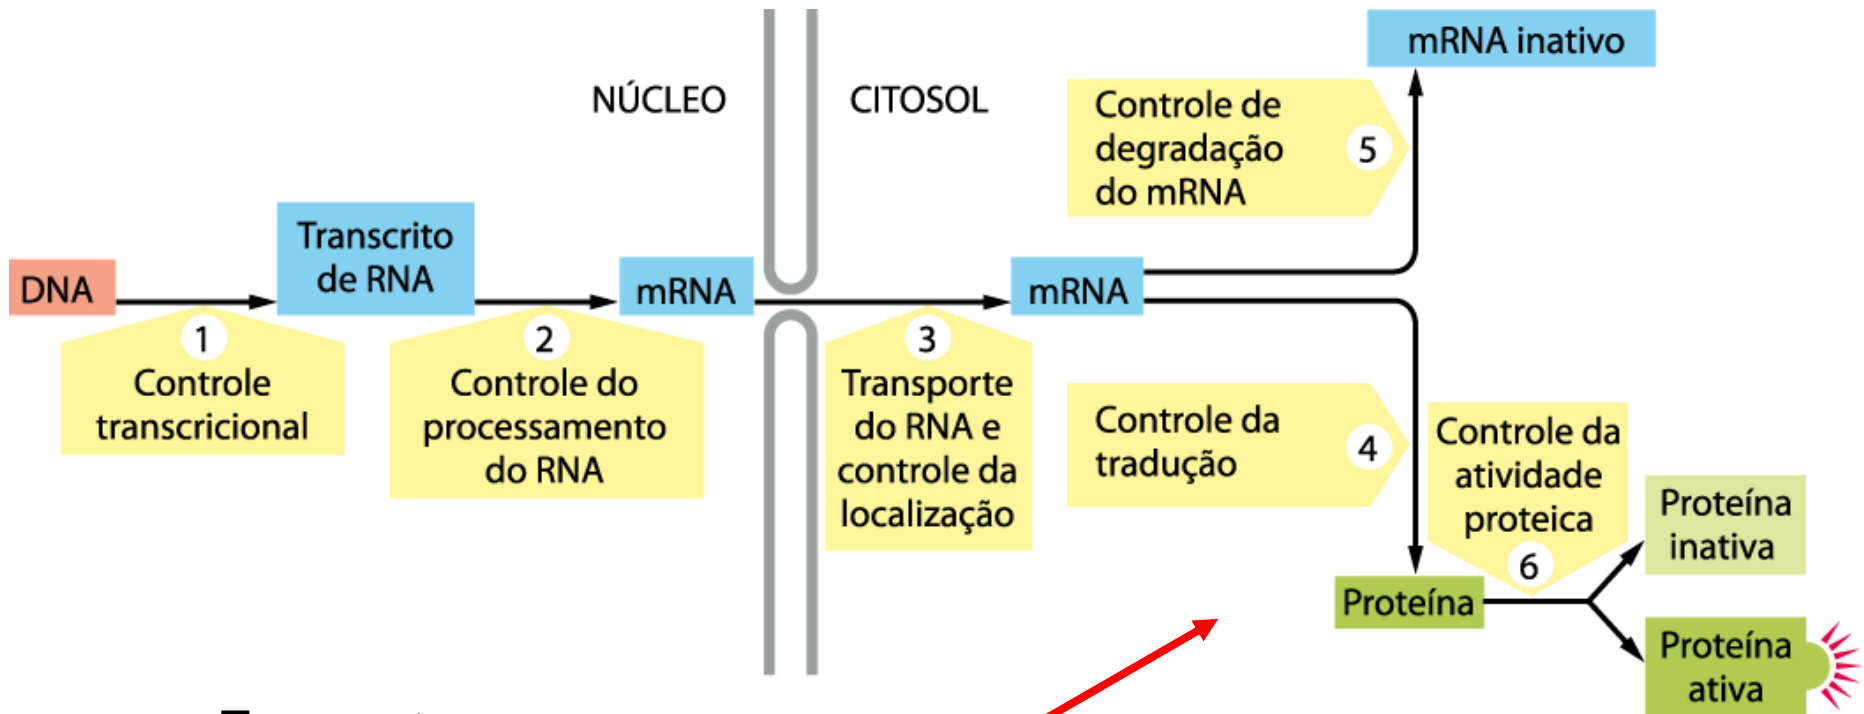 NÚCLEO
CITOSOL
mRNA inativo
Controle de
degradação
do mRNA
5
DNA
Transcrito
de RNA
mRNA
mRNA
1
Controle
transcricional
2
Controle do
processamento
do RNA
3
Transporte
do RNA e
controle da
localização
Controle da
tradução
4
Controle da
atividade
proteica
6
Proteína
Proteína
inativa
Proteína
ativa